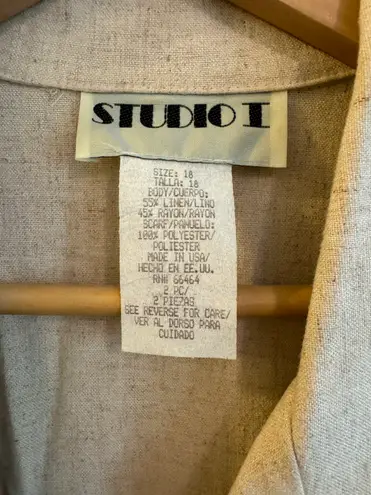 STUDIO I
SIZE: 18
TALLA: 18
BODY/CUERPO:
55% LINEN/LINO
45% RAYON/RAYON
SCARF/PANUELO:
100% POLYESTER/
POLIESTER
MADE IN USA/
HECHO EN EE.UU.
RN# 66464
2 PC/
2 PIEZAS
SEE REVERSE FOR CARE/
VER AL DORSO PARA
CUIDADO